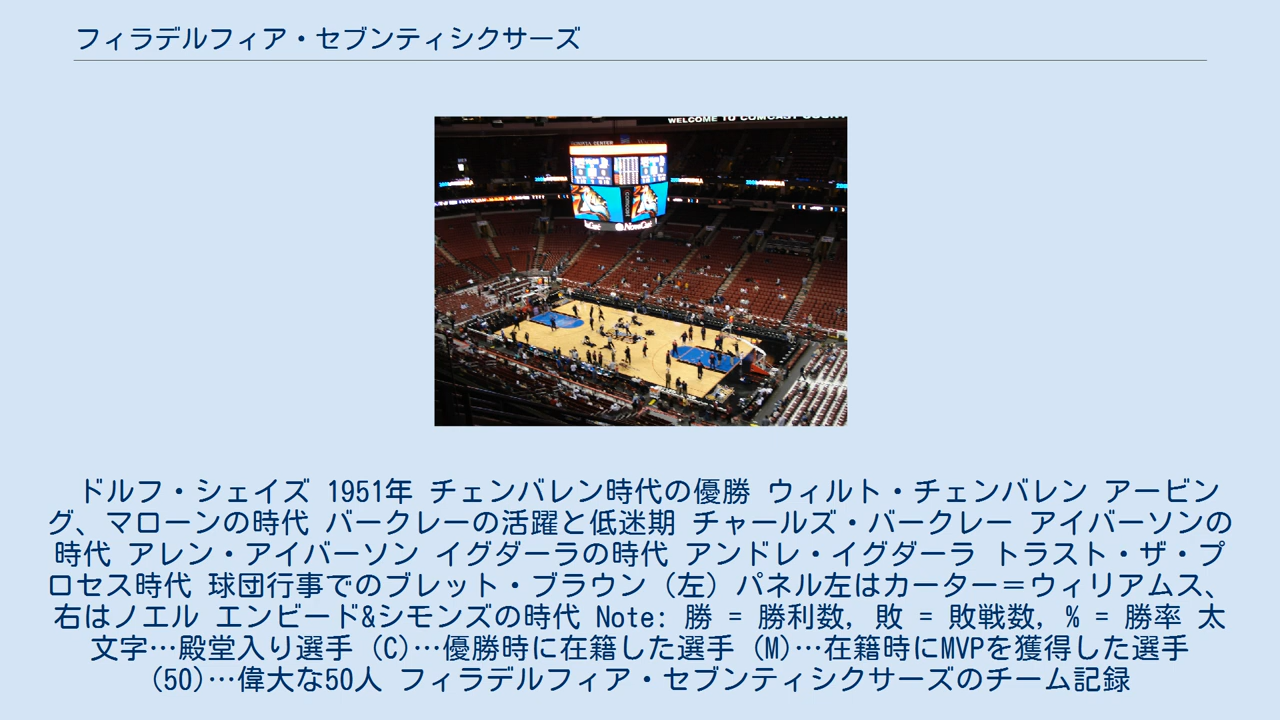 フィラデルフィア・セブンティシクサーズ
WELCOME TO COMCAST
NovaCare
ドルフ・シェイズ 1951年 チェンバレン時代の優勝 ウィルト・チェンバレン アービン
グ、マローンの時代 バークレーの活躍と低迷期 チャールズ・バークレー アイバーソンの
時代 アレン・アイバーソン イグダーラの時代 アンドレ・イグダーラ トラスト・ザ・プ
ロセス時代 球団行事でのブレット・ブラウン（左）パネル左はカーター＝ウィリアムス、
右はノエル エンビード&シモンズの時代 Note: 勝 = 勝利数, 敗 = 敗戦数, % = 勝率 太
文字…殿堂入り選手 (C)…優勝時に在籍した選手 (M)…在籍時にMVPを獲得した選手
(50)…偉大な50人 フィラデルフィア・セブンティシクサーズのチーム記録